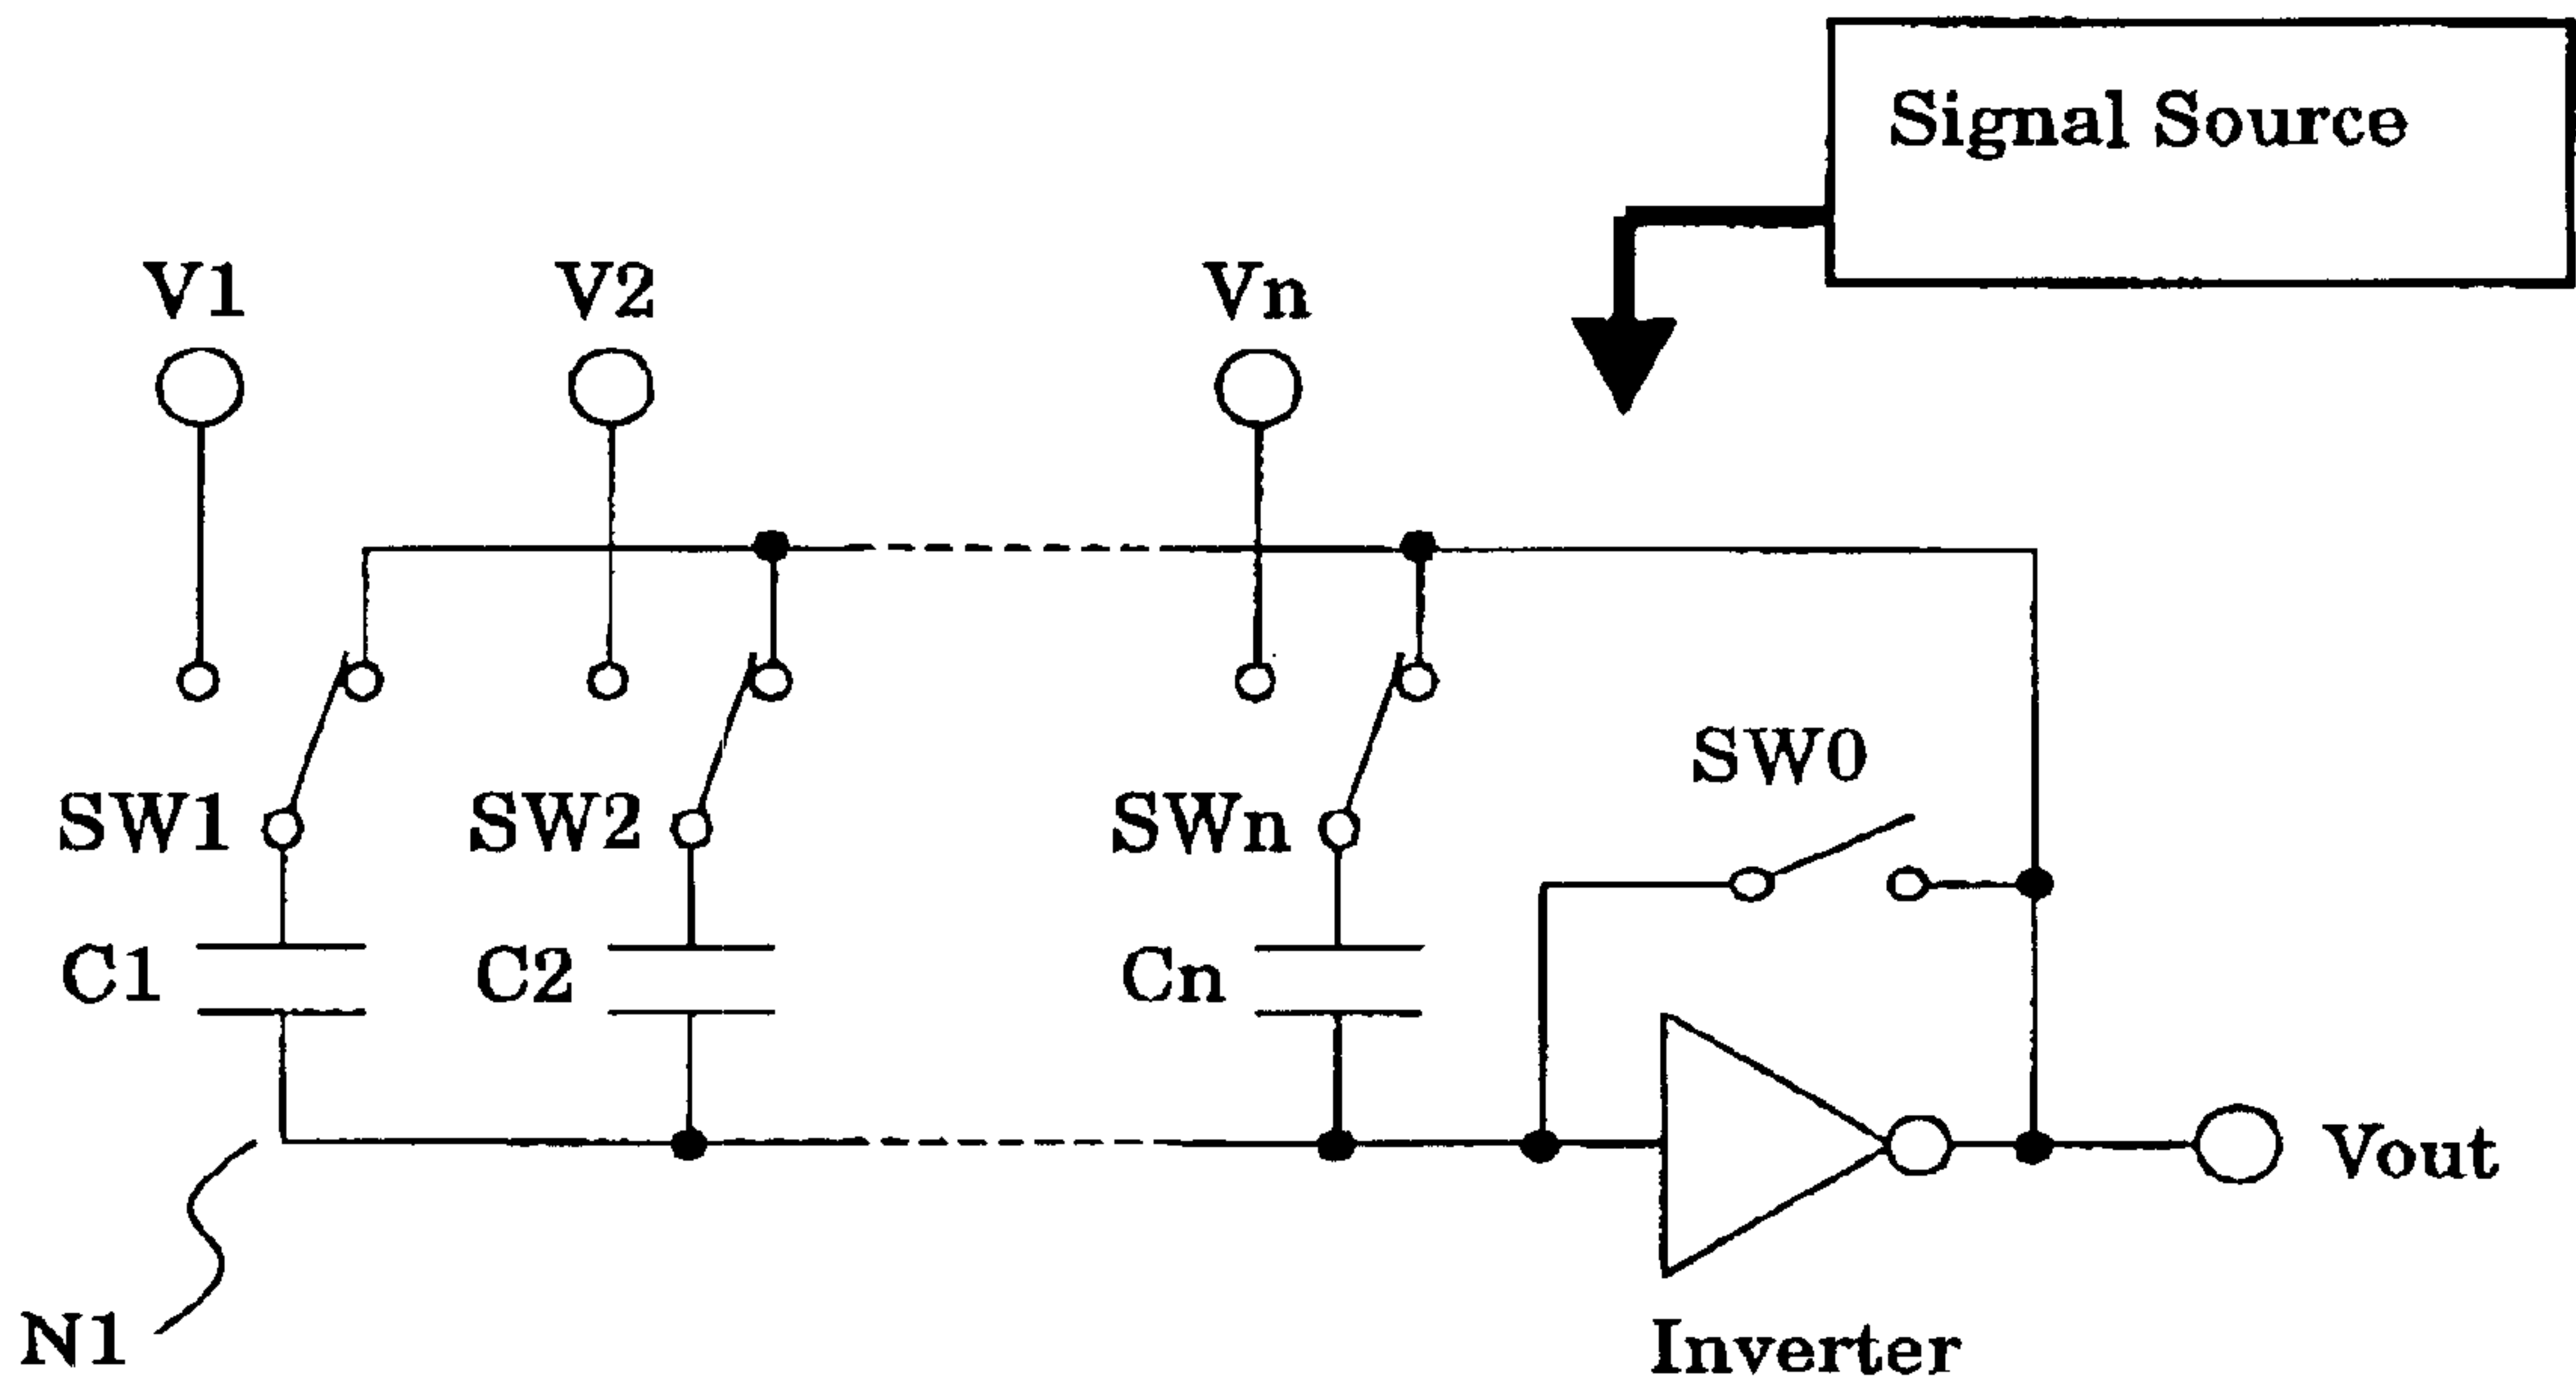 Signal Source
V1
V2
Vn
SW0
SW1
SW2
SWn
C1
C2
Cn
Vout
N1
Inverter